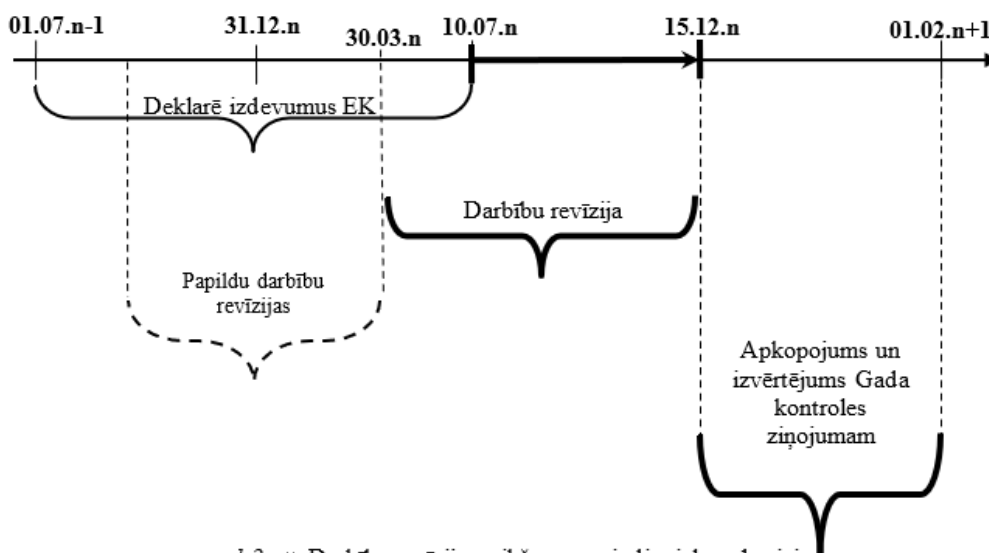 01.07.n-1 31.12.n 30.03.n 10.07.n 15.12.n 01.02.n+1
Deklarē izdevumus EK
Darbību revīzija
Papildu darbību
revīzijas
Apkopojums un
izvērtējums Gada
kontroles
ziņojumam